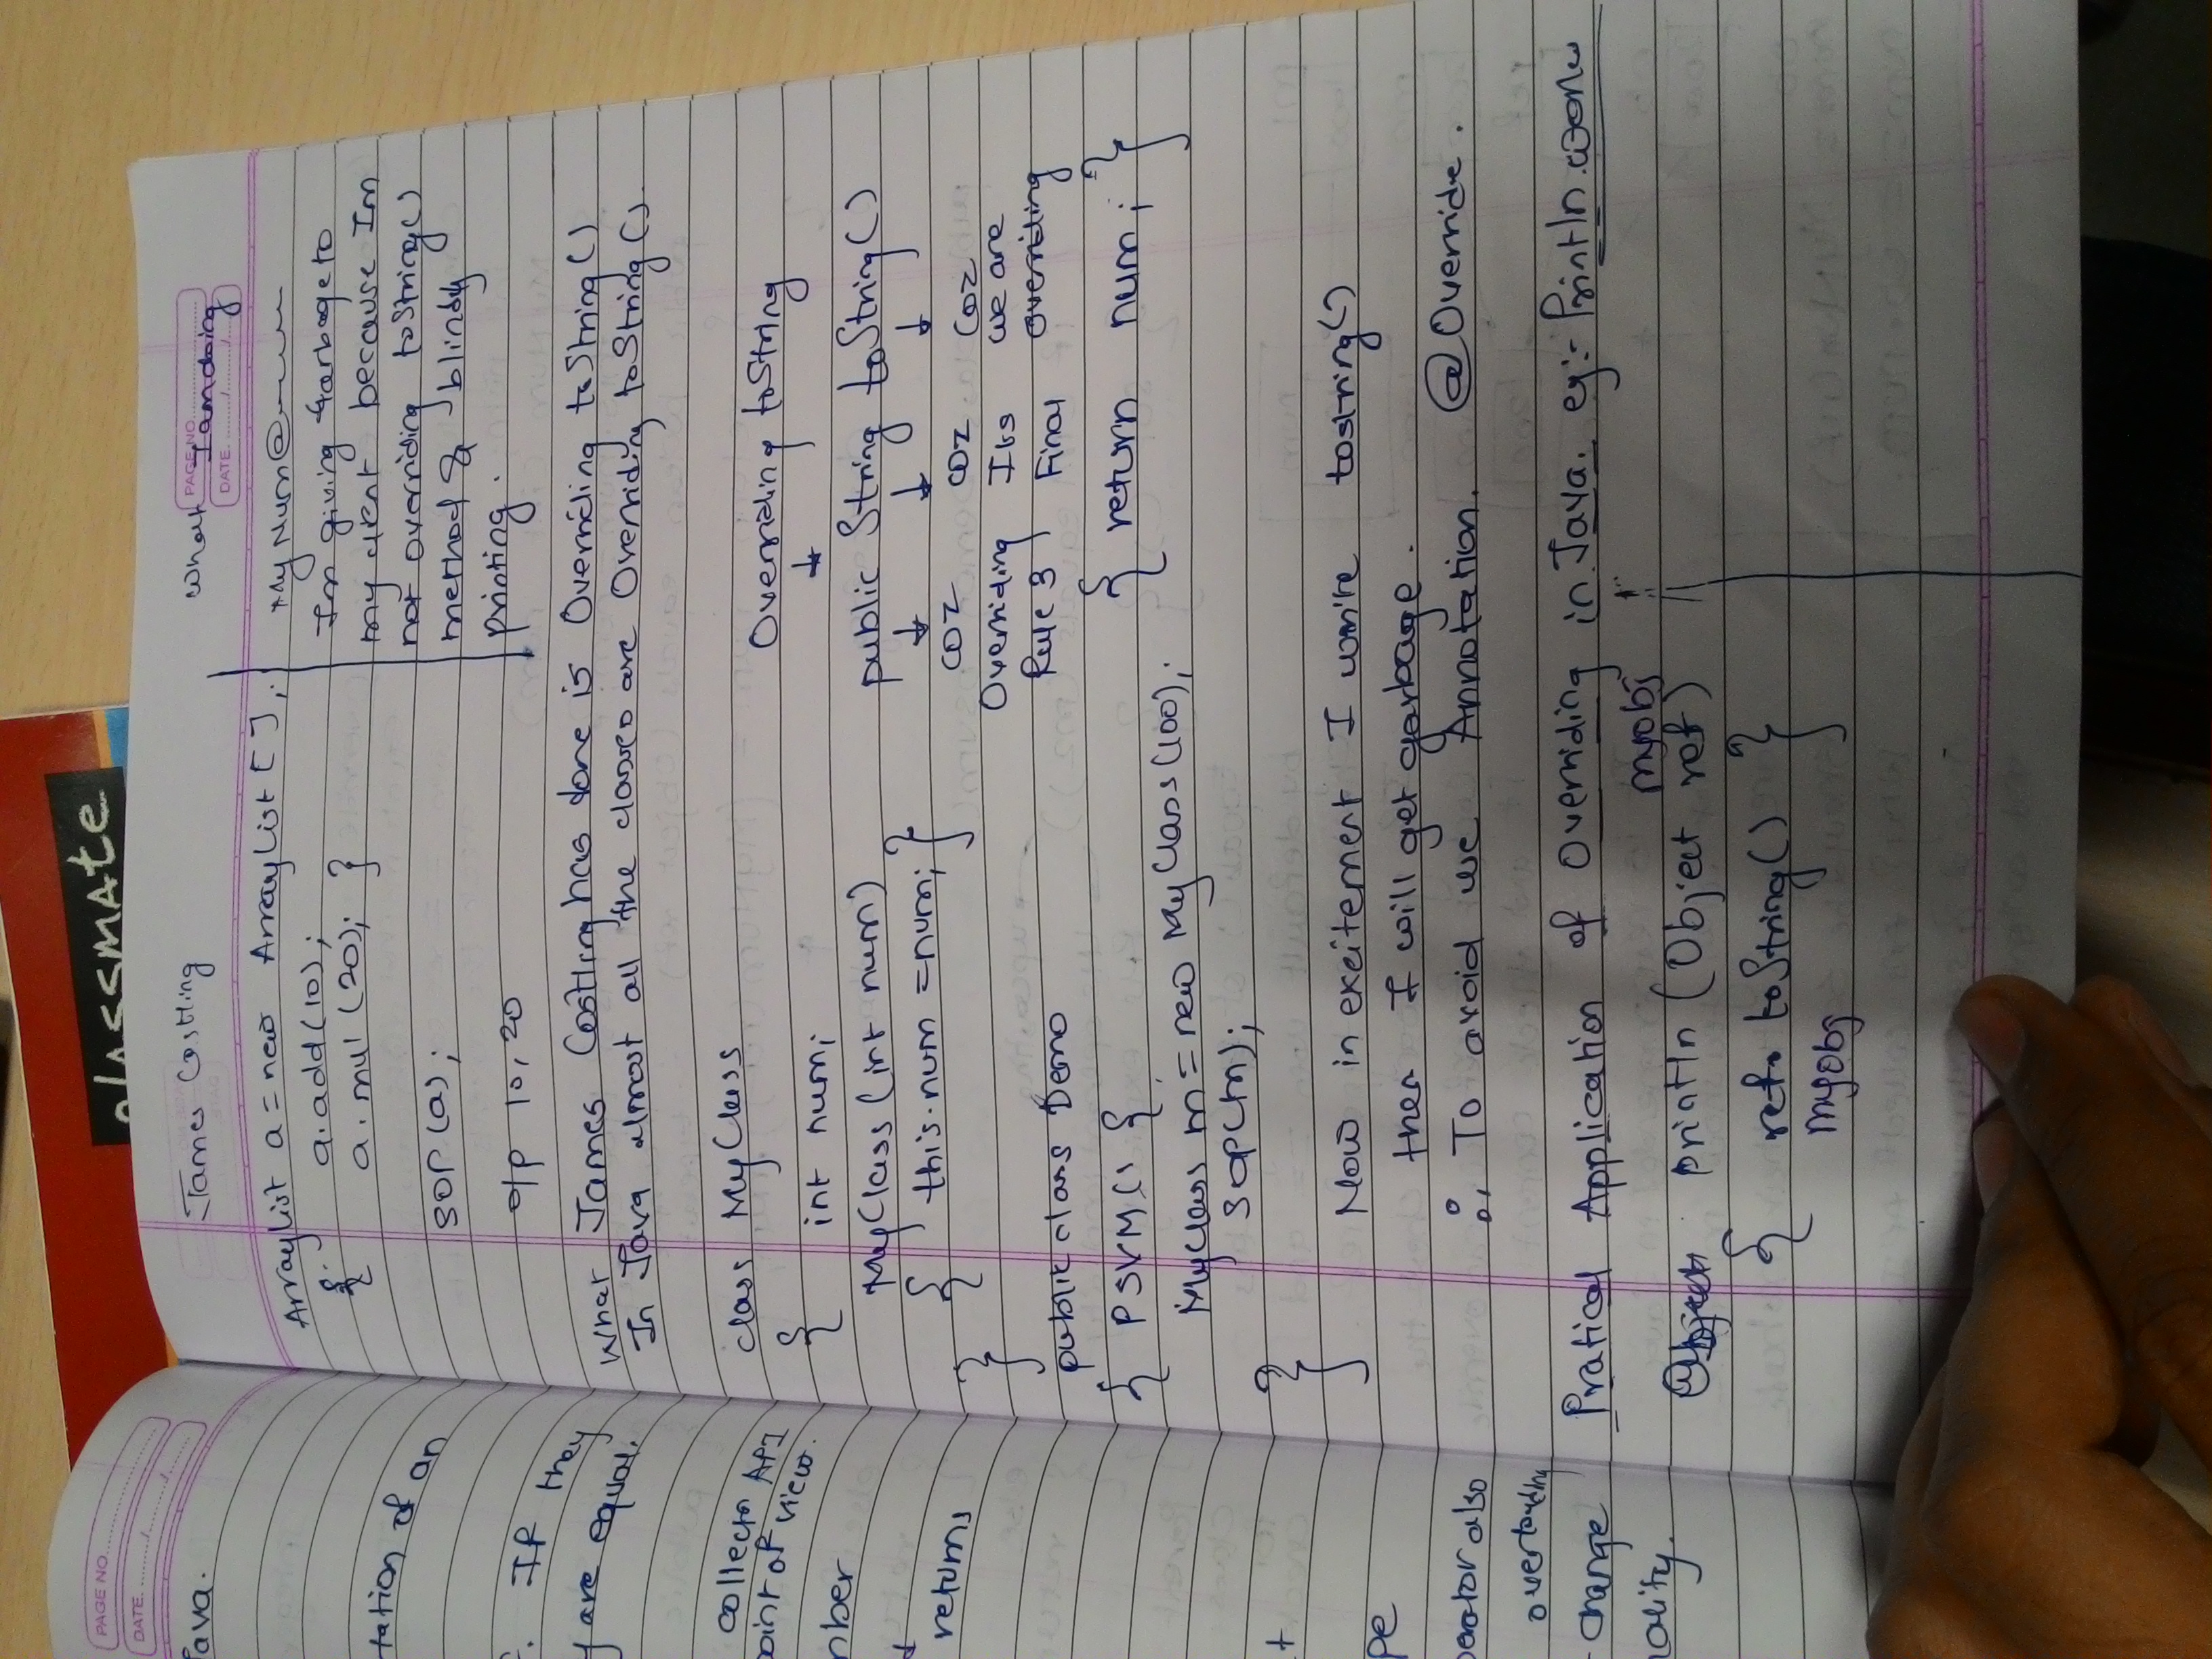 classmate
PAGE NO.
DATE.
Java.
tation of an
If they
y are equal.
collectn API
point of view.
mber
returns
+
pe
perator also
overloading
change
nality.
PAGE NO.
DATE.
James Costling
What I am doing
ArrayList a = new ArrayList [ ];
{ a.add(10);
a.mul (20); }
SOP (a);
o/p 10, 20
MyNum@
Im giving Garbage to
my client because Im
not overriding toString()
method & blindly
printing.
What James Costling has done is Overriding toString()
In Java almost all the classes are Overriding toString().
class MyClass
{ int num;
MyClass (int num)
{ this.num = num; }
}
public class Demo
{ PSVM() {
MyClass m = new MyClass(100);
SOP(m);
}
}
Overriding toString
↓
public String toString()
↓ ↓ ↓
COZ COZ COZ
Overriding Its we are
Rule 3 Final overriding
{ return num; }
Now in excitement I write tostring()
then I will get garbage.
∴ To avoid we Annotation. @Override.
Pratical Application of Overriding in Java. eg:- Println work
myobj
Object println (Object ref)
{ ref. toString() }
myobj